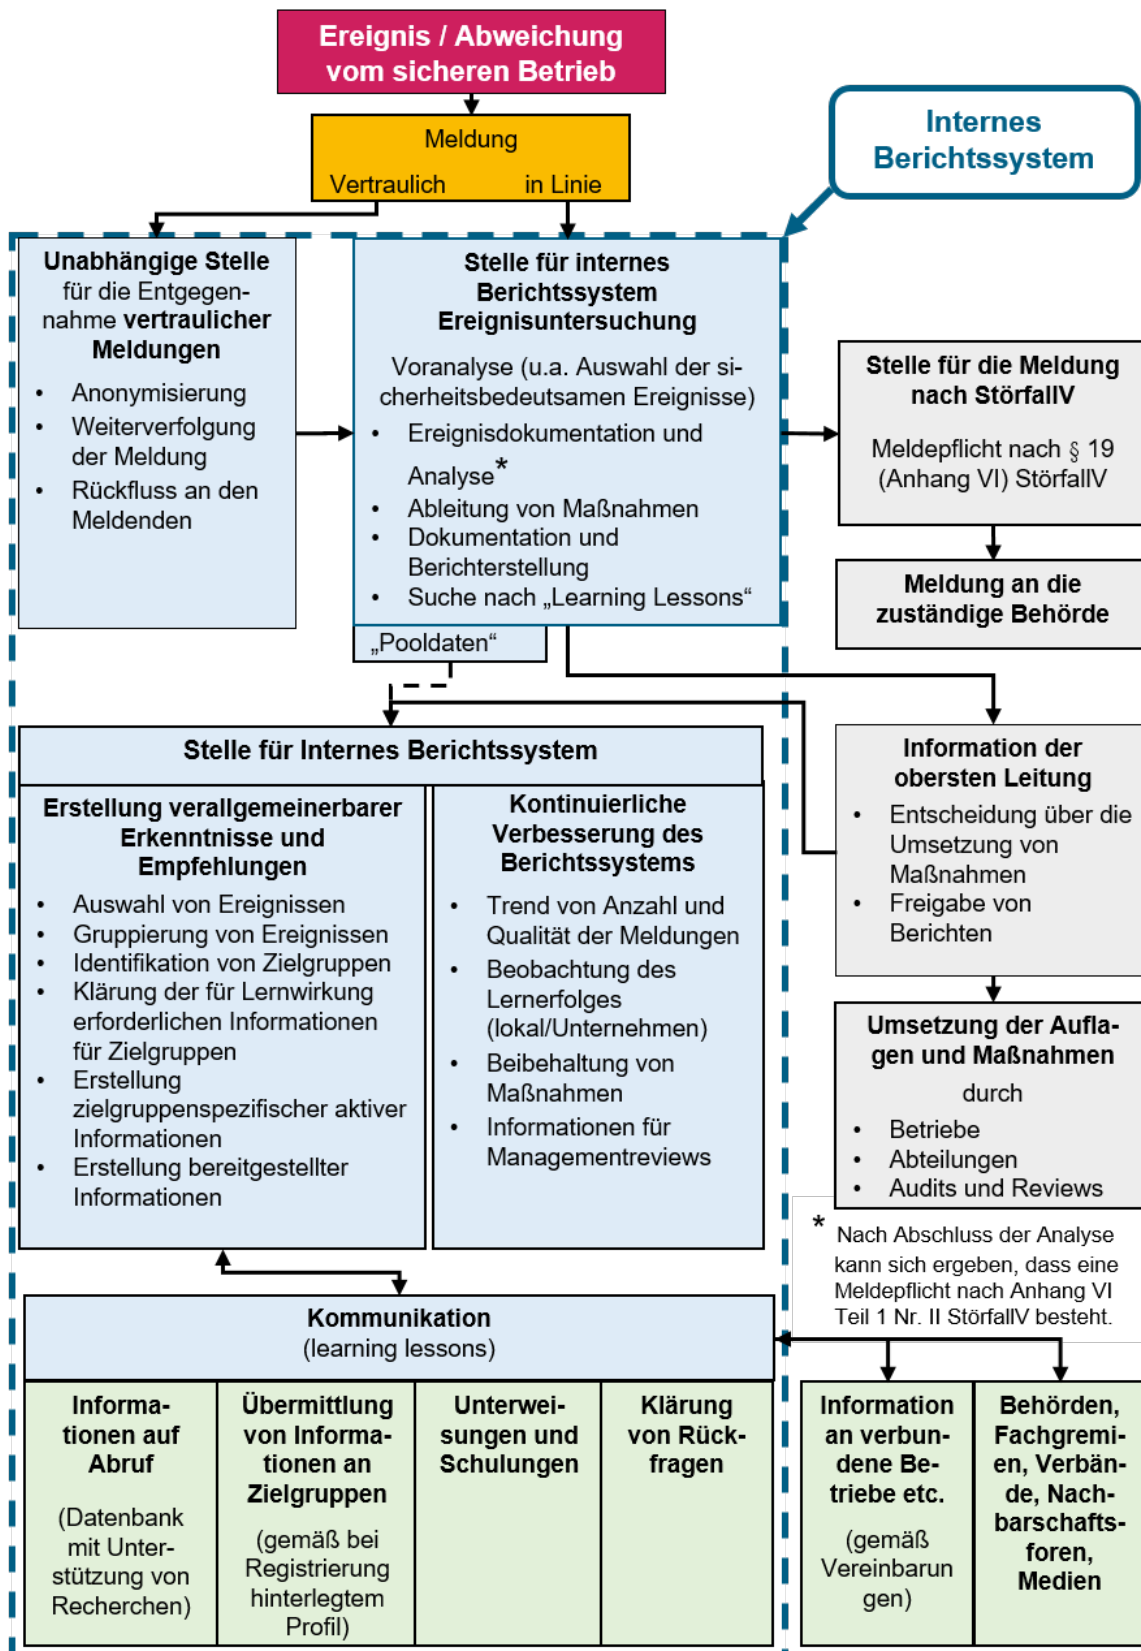 Ereignis / Abweichung
vom sicheren Betrieb
Meldung
Vertraulich in Linie
Internes
Berichtssystem
Unabhängige Stelle
für die Entgegen-
nahme vertraulicher
Meldungen
• Anonymisierung
• Weiterverfolgung
der Meldung
• Rückfluss an den
Meldenden
Stelle für internes
Berichtssystem
Ereignisuntersuchung
Voranalyse (u.a. Auswahl der si-
cherheitsbedeutsamen Ereignisse)
• Ereignisdokumentation und
Analyse*
• Ableitung von Maßnahmen
• Dokumentation und
Berichterstellung
• Suche nach „Learning Lessons“
„Pooldaten“
Stelle für die Meldung
nach StörfallV
Meldepflicht nach § 19
(Anhang VI) StörfallV
Meldung an die
zuständige Behörde
Stelle für Internes Berichtssystem
Erstellung verallgemeinerbarer
Erkenntnisse und
Empfehlungen
• Auswahl von Ereignissen
• Gruppierung von Ereignissen
• Identifikation von Zielgruppen
• Klärung der für Lernwirkung
erforderlichen Informationen
für Zielgruppen
• Erstellung
zielgruppenspezifischer aktiver
Informationen
• Erstellung bereitgestellter
Informationen
Kontinuierliche
Verbesserung des
Berichtssystems
• Trend von Anzahl und
Qualität der Meldungen
• Beobachtung des
Lernerfolges
(lokal/Unternehmen)
• Beibehaltung von
Maßnahmen
• Informationen für
Managementreviews
Information der
obersten Leitung
• Entscheidung über die
Umsetzung von
Maßnahmen
• Freigabe von
Berichten
Umsetzung der Aufla-
gen und Maßnahmen
durch
• Betriebe
• Abteilungen
• Audits und Reviews
* Nach Abschluss der Analyse
kann sich ergeben, dass eine
Meldepflicht nach Anhang VI
Teil 1 Nr. II StörfallV besteht.
Kommunikation
(learning lessons)
Informa-
tionen auf
Abruf
(Datenbank
mit Unter-
stützung von
Recherchen)
Übermittlung
von Informa-
tionen an
Zielgruppen
(gemäß bei
Registrierung
hinterlegtem
Profil)
Unterwei-
sungen und
Schulungen
Klärung
von Rück-
fragen
Information
an verbun-
dene Be-
triebe etc.
(gemäß
Vereinbarun
gen)
Behörden,
Fachgremi-
en, Verbän-
de, Nach-
barschafts-
foren,
Medien